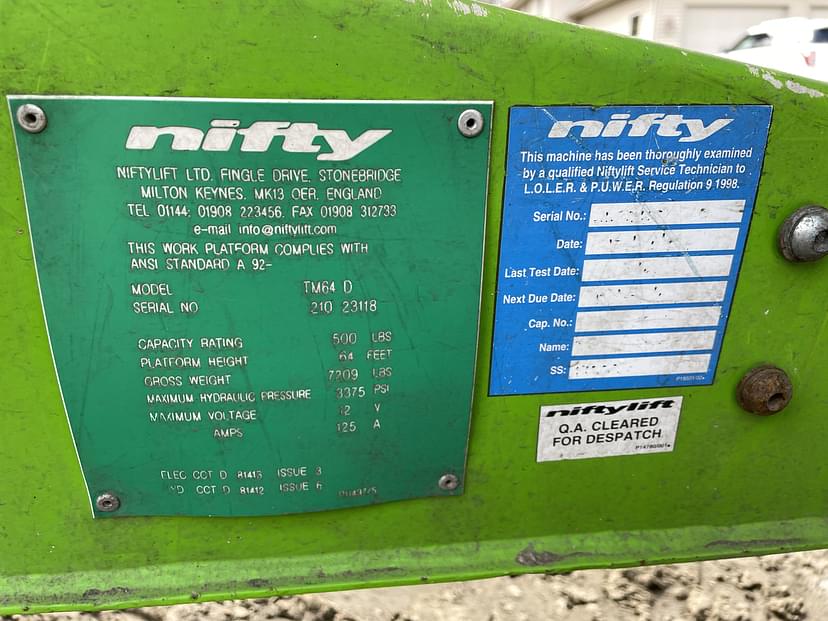 nifty
NIFTYLIFT LTD. FINGLE DRIVE. STONEBRIDGE
MILTON KEYNES. MK13 OER. ENGLAND
TEL 01144: 01908 223456. FAX 01908 312733
e-mail info@niftylift.com
THIS WORK PLATFORM COMPLIES WITH
ANSI STANDARD A 92-
MODEL TM64 D
SERIAL NO 210 23118
CAPACITY RATING 500 LBS
PLATFORM HEIGHT 64 FEET
GROSS WEIGHT 7209 LBS
MAXIMUM HYDRAULIC PRESSURE 3375 PSI
MAXIMUM VOLTAGE 12 V
AMPS 125 A
ELEC CCT D 81413 ISSUE 3
CCT D 81412 ISSUE 6
nifty
This machine has been thoroughly examined
by a qualified Niftylift Service Technician to
L.O.L.E.R. & P.U.W.E.R. Regulation 9 1998.
Serial No.:
Date:
Last Test Date:
Next Due Date:
Cap. No.:
Name:
SS:
niftylift
Q.A. CLEARED
FOR DESPATCH